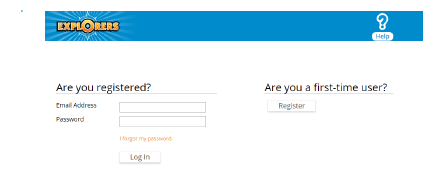 EXPLORERS
Help
Are you registered?
Email Address
Password
I forgot my password
Log In
Are you a first-time user?
Register